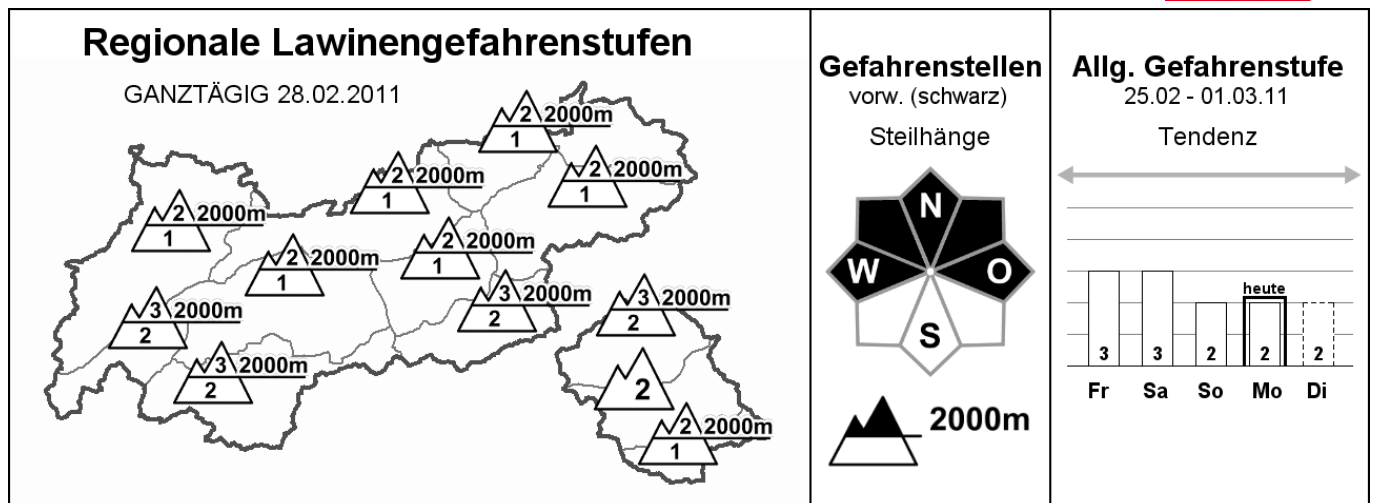 Regionale Lawinengefahrenstufen
GANZTÄGIG 28.02.2011
2 2000m
1
2 2000m
1
2 2000m
1
2 2000m
1
2 2000m
1
2 2000m
1
3 2000m
2
3 2000m
2
3 2000m
2
3 2000m
2
2
2 2000m
1
Gefahrenstellen
vorw. (schwarz)
Steilhänge
N
W
O
S
2000m
Allg. Gefahrenstufe
25.02 - 01.03.11
Tendenz
heute
3 3 2 2 2
Fr Sa So Mo Di